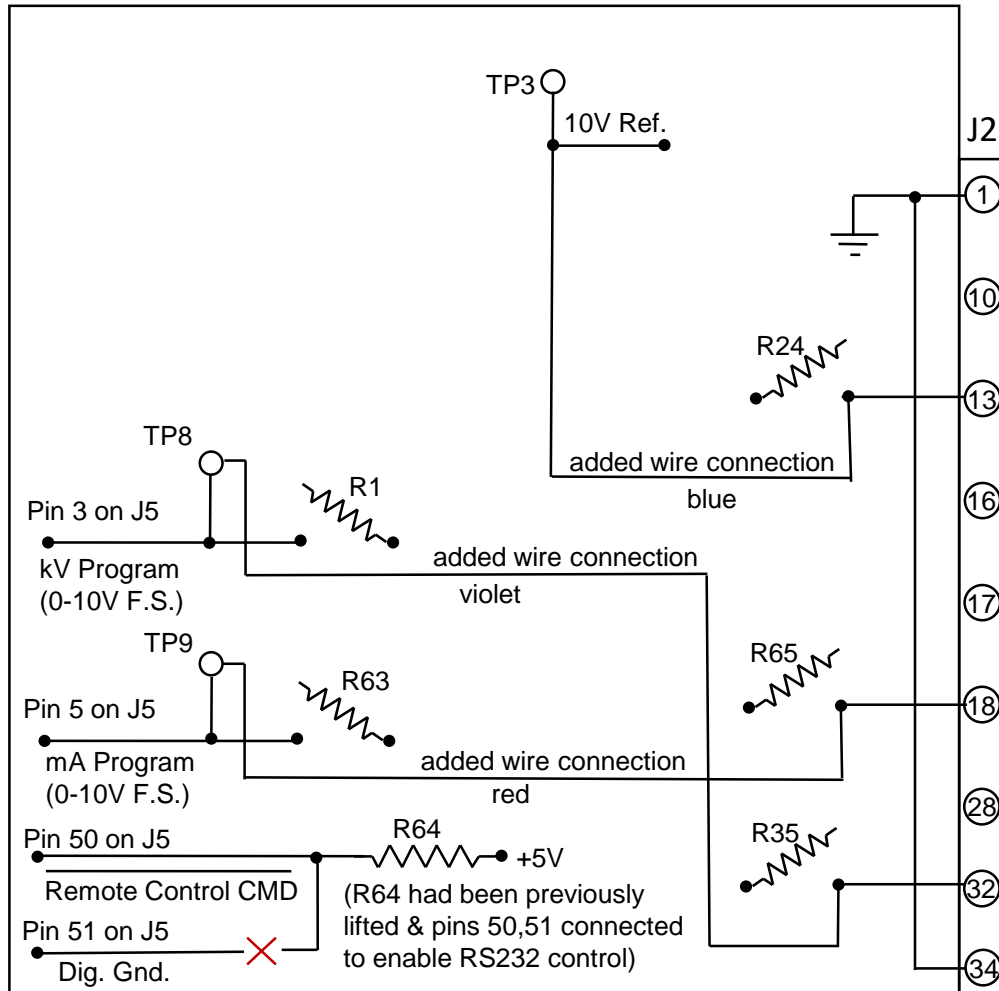 TP3
10V Ref.
J2
1
10
R24
13
TP8
added wire connection
blue
R1
16
Pin 3 on J5
added wire connection
kV Program
violet
(0-10V F.S.)
17
TP9
R65
R63
Pin 5 on J5
18
mA Program
added wire connection
(0-10V F.S.)
red
28
Pin 50 on J5
R64
R35
+5V
Remote Control CMD
(R64 had been previously
lifted & pins 50,51 connected
to enable RS232 control)
32
Pin 51 on J5
Dig. Gnd.
34